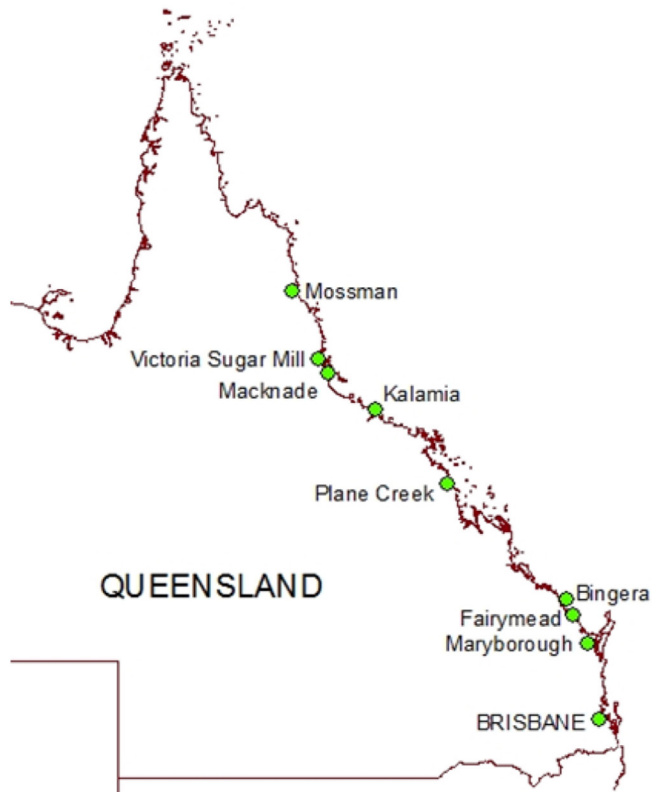 Mossman
Victoria Sugar Mill
Macknade
Kalamia
Plane Creek
QUEENSLAND
Bingera
Fairymead
Maryborough
BRISBANE